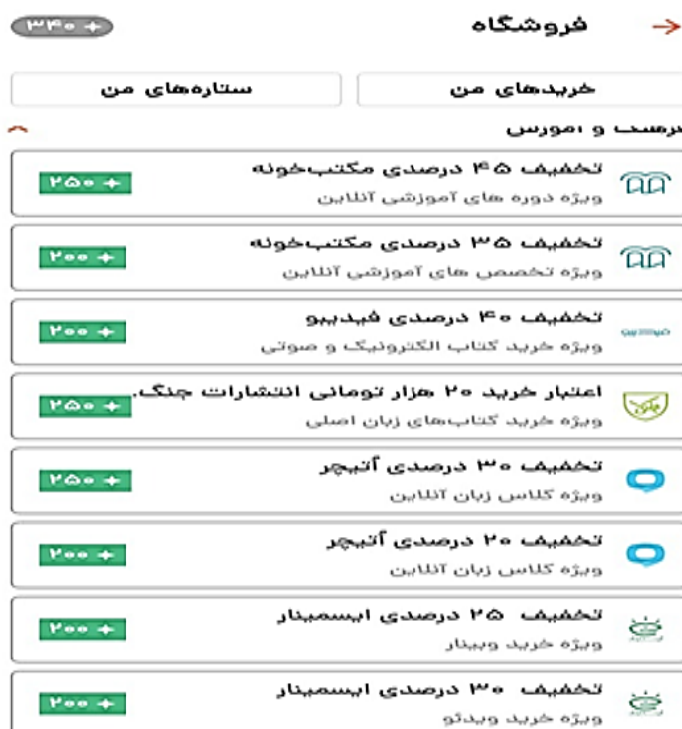 فروشگاه
۳۴۰ +
خریدهای من
ستاره‌های من
تخفیف ۴۵ درصدی مکتب‌خونه
ویژه دوره های آموزشی آنلاین
۲۵۰ +
تخفیف ۳۵ درصدی مکتب‌خونه
ویژه تخصص های آموزشی آنلاین
۲۰۰ +
تخفیف ۴۰ درصدی فیدیبو
ویژه خرید کتاب الکترونیک و صوتی
۲۰۰ +
اعتبار خرید ۲۰ هزار تومانی انتشارات جنگ.
ویژه خرید کتاب‌های زبان اصلی
۲۵۰ +
تخفیف ۳۰ درصدی آتیچر
ویژه کلاس زبان آنلاین
۲۵۰ +
تخفیف ۲۰ درصدی آتیچر
ویژه کلاس زبان آنلاین
۲۰۰ +
تخفیف ۲۵ درصدی ایسمینار
ویژه خرید وبینار
۲۰۰ +
تخفیف ۳۰ درصدی ایسمینار
ویژه خرید ویدئو
۲۰۰ +